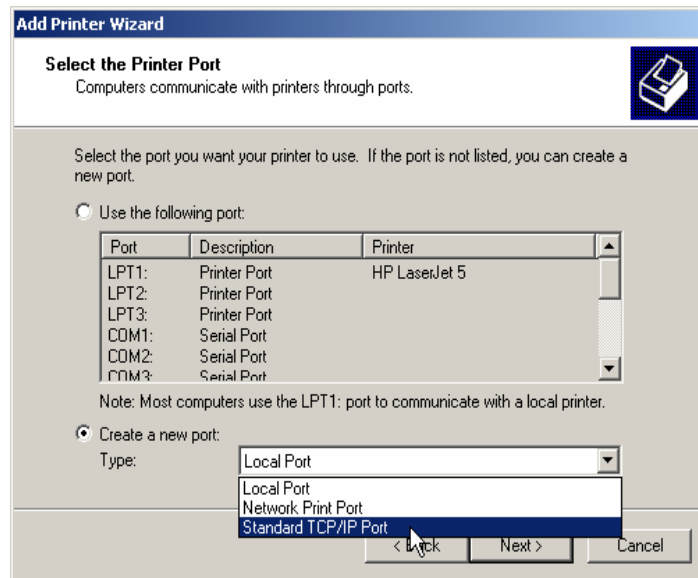 Add Printer Wizard
Select the Printer Port
Computers communicate with printers through ports.
Select the port you want your printer to use. If the port is not listed, you can create a
new port.
Use the following port:
Port Description Printer
LPT1: Printer Port HP LaserJet 5
LPT2: Printer Port
LPT3: Printer Port
COM1: Serial Port
COM2: Serial Port
COM3: Serial Port
Note: Most computers use the LPT1: port to communicate with a local printer.
Create a new port:
Type: Local Port
Local Port
Network Print Port
Standard TCP/IP Port
< Back Next > Cancel